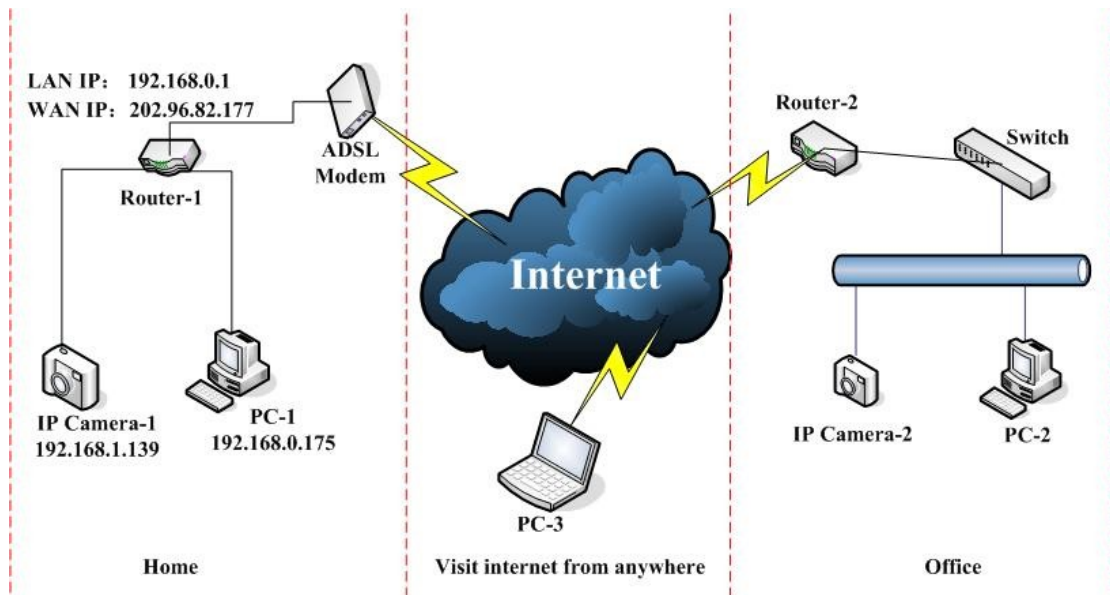 LAN IP: 192.168.0.1
WAN IP: 202.96.82.177
Router-1
ADSL
Modem
IP Camera-1
192.168.1.139
PC-1
192.168.0.175
Home
Internet
PC-3
Visit internet from anywhere
Router-2
Switch
IP Camera-2
PC-2
Office